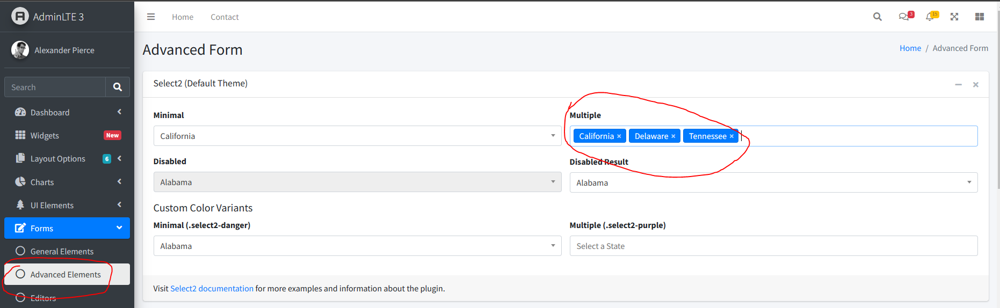 AdminLTE 3
Alexander Pierce
Search
Dashboard
Widgets New
Layout Options 6
Charts
UI Elements
Forms
General Elements
Advanced Elements
Editors
Home Contact
3 15
Advanced Form
Home / Advanced Form
Select2 (Default Theme)
Minimal
California
Multiple
California × Delaware × Tennessee ×
Disabled
Alabama
Disabled Result
Alabama
Custom Color Variants
Minimal (.select2-danger)
Alabama
Multiple (.select2-purple)
Select a State
Visit Select2 documentation for more examples and information about the plugin.